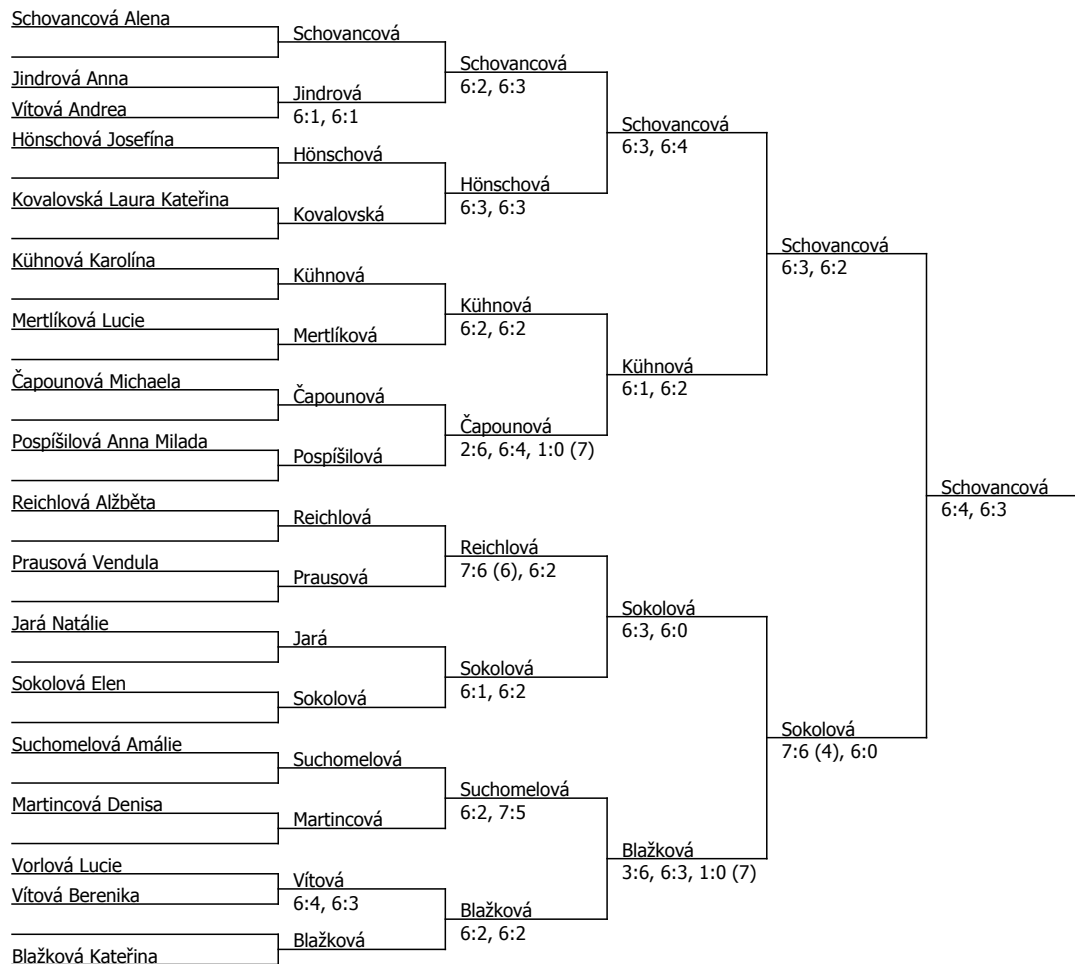 Schovancová Alena
Jindrová Anna
Vítová Andrea
Hönschová Josefína
Kovalovská Laura Kateřina
Kühnová Karolína
Mertlíková Lucie
Čapounová Michaela
Pospíšilová Anna Milada
Reichlová Alžběta
Prausová Vendula
Jará Natálie
Sokolová Elen
Suchomelová Amálie
Martincová Denisa
Vorlová Lucie
Vítová Berenika
Blažková Kateřina
Schovancová
Jindrová
6:1, 6:1
Hönschová
Kovalovská
Kühnová
Mertlíková
Čapounová
Pospíšilová
Reichlová
Prausová
Jará
Sokolová
Suchomelová
Martincová
Vítová
6:4, 6:3
Blažková
Schovancová
6:2, 6:3
Hönschová
6:3, 6:3
Kühnová
6:2, 6:2
Čapounová
2:6, 6:4, 1:0 (7)
Reichlová
7:6 (6), 6:2
Sokolová
6:1, 6:2
Suchomelová
6:2, 7:5
Blažková
6:2, 6:2
Schovancová
6:3, 6:4
Kühnová
6:1, 6:2
Sokolová
6:3, 6:0
Blažková
3:6, 6:3, 1:0 (7)
Schovancová
6:3, 6:2
Sokolová
7:6 (4), 6:0
Schovancová
6:4, 6:3